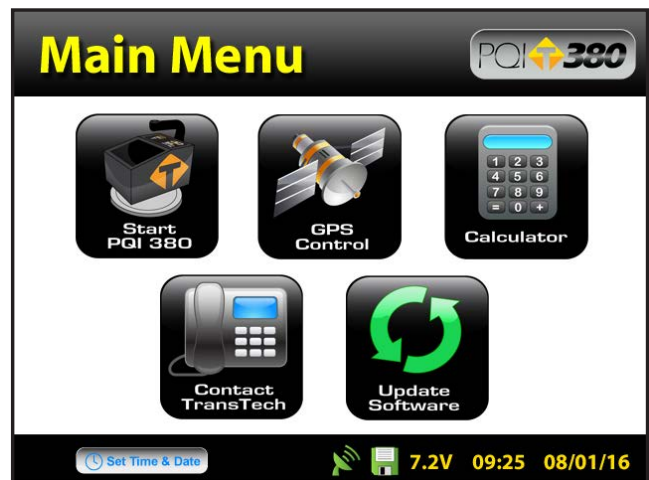 Main Menu
PQI 380
Start
PQI 380
GPS
Control
Calculator
1 2 3
4 5 6
7 8 9
= 0 +
Contact
TransTech
Update
Software
Set Time & Date
7.2V 09:25 08/01/16